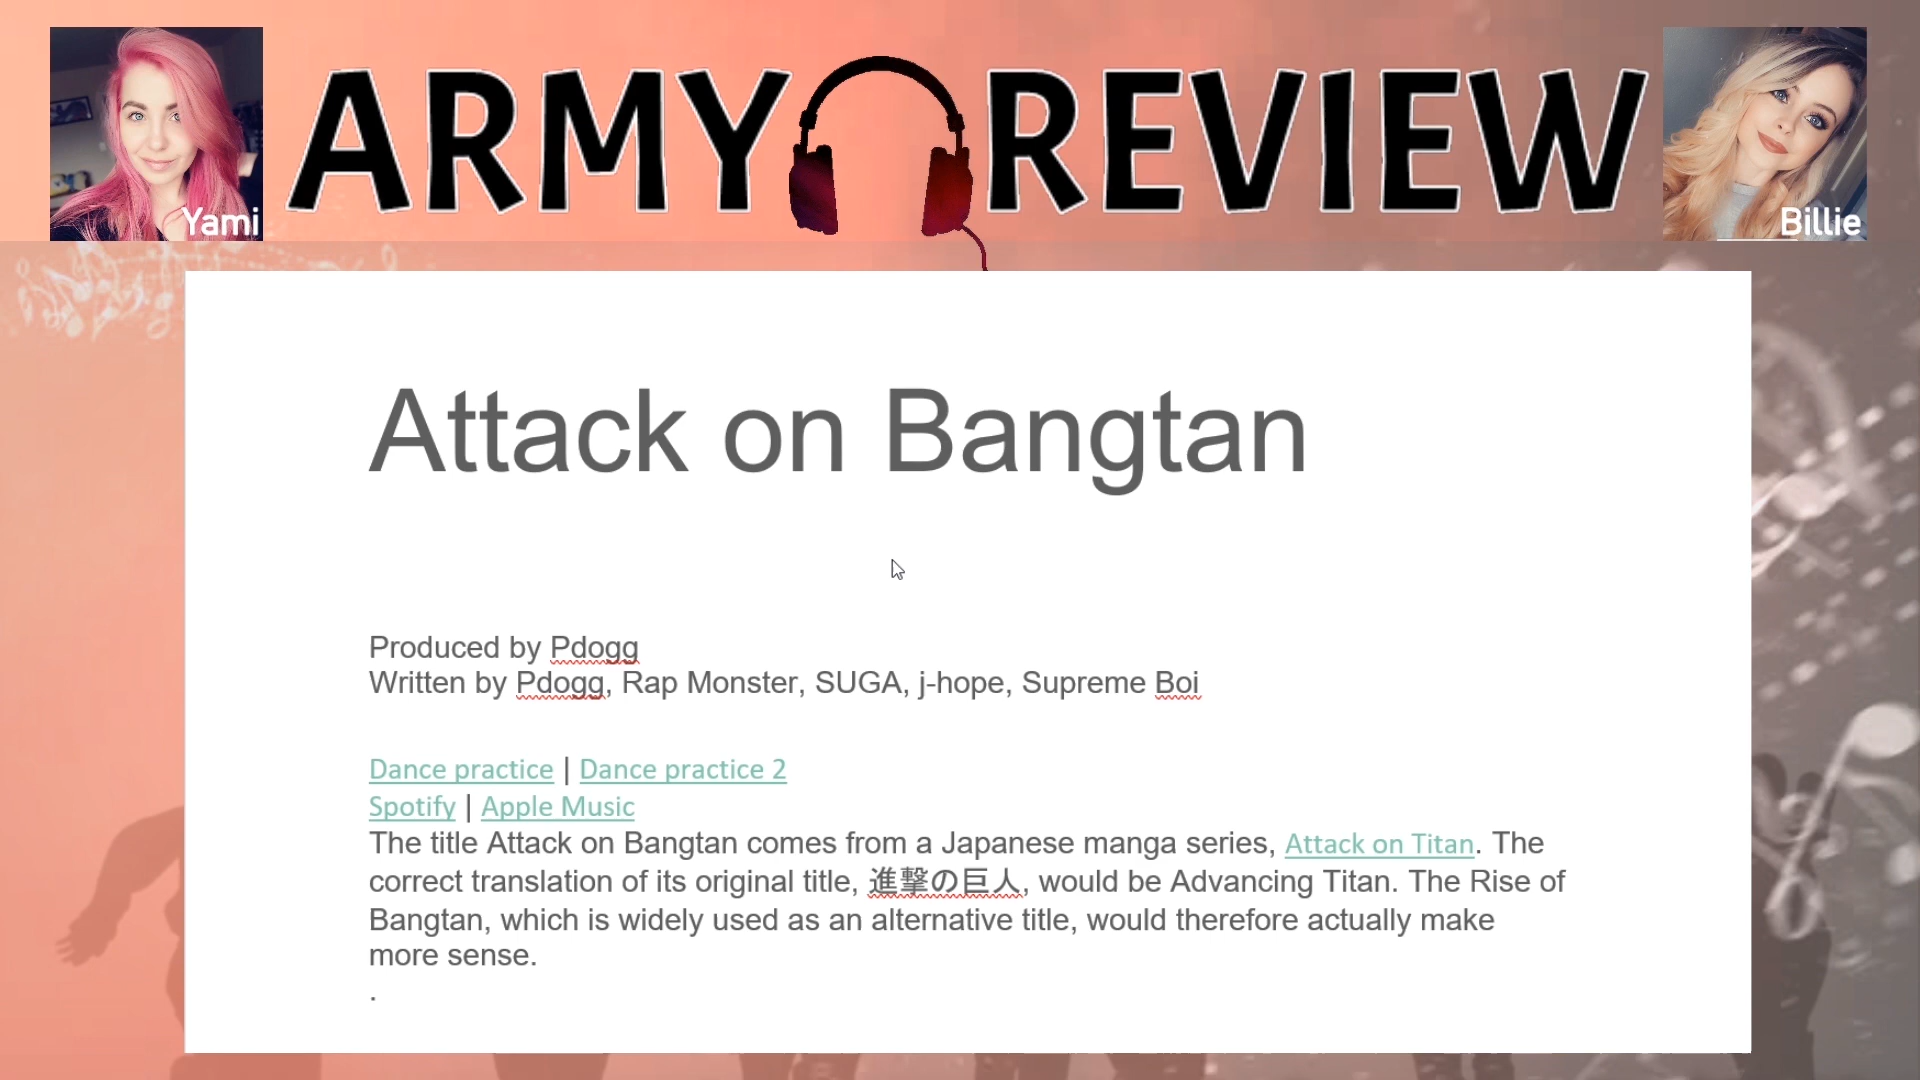 ARMY REVIEW
Yami
Billie
Attack on Bangtan
Produced by Pdogg
Written by Pdogg, Rap Monster, SUGA, j-hope, Supreme Boi
Dance practice | Dance practice 2
Spotify | Apple Music
The title Attack on Bangtan comes from a Japanese manga series, Attack on Titan. The
correct translation of its original title, 進撃の巨人, would be Advancing Titan. The Rise of
Bangtan, which is widely used as an alternative title, would therefore actually make
more sense.
.